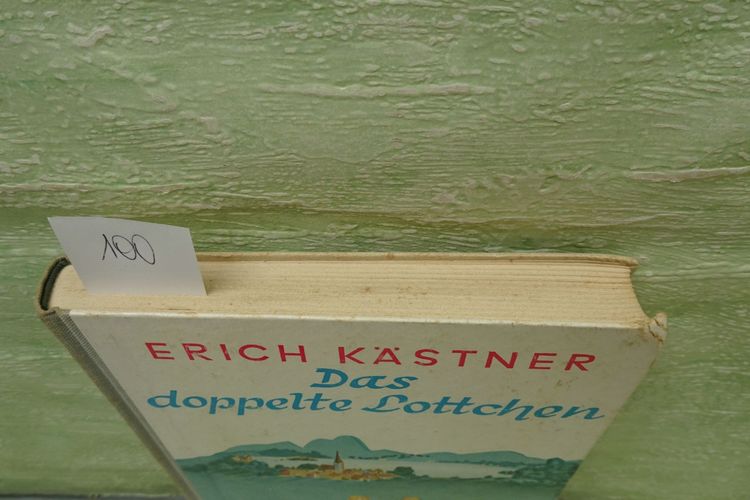 100
ERICH KÄSTNER
Das
doppelte Lottchen